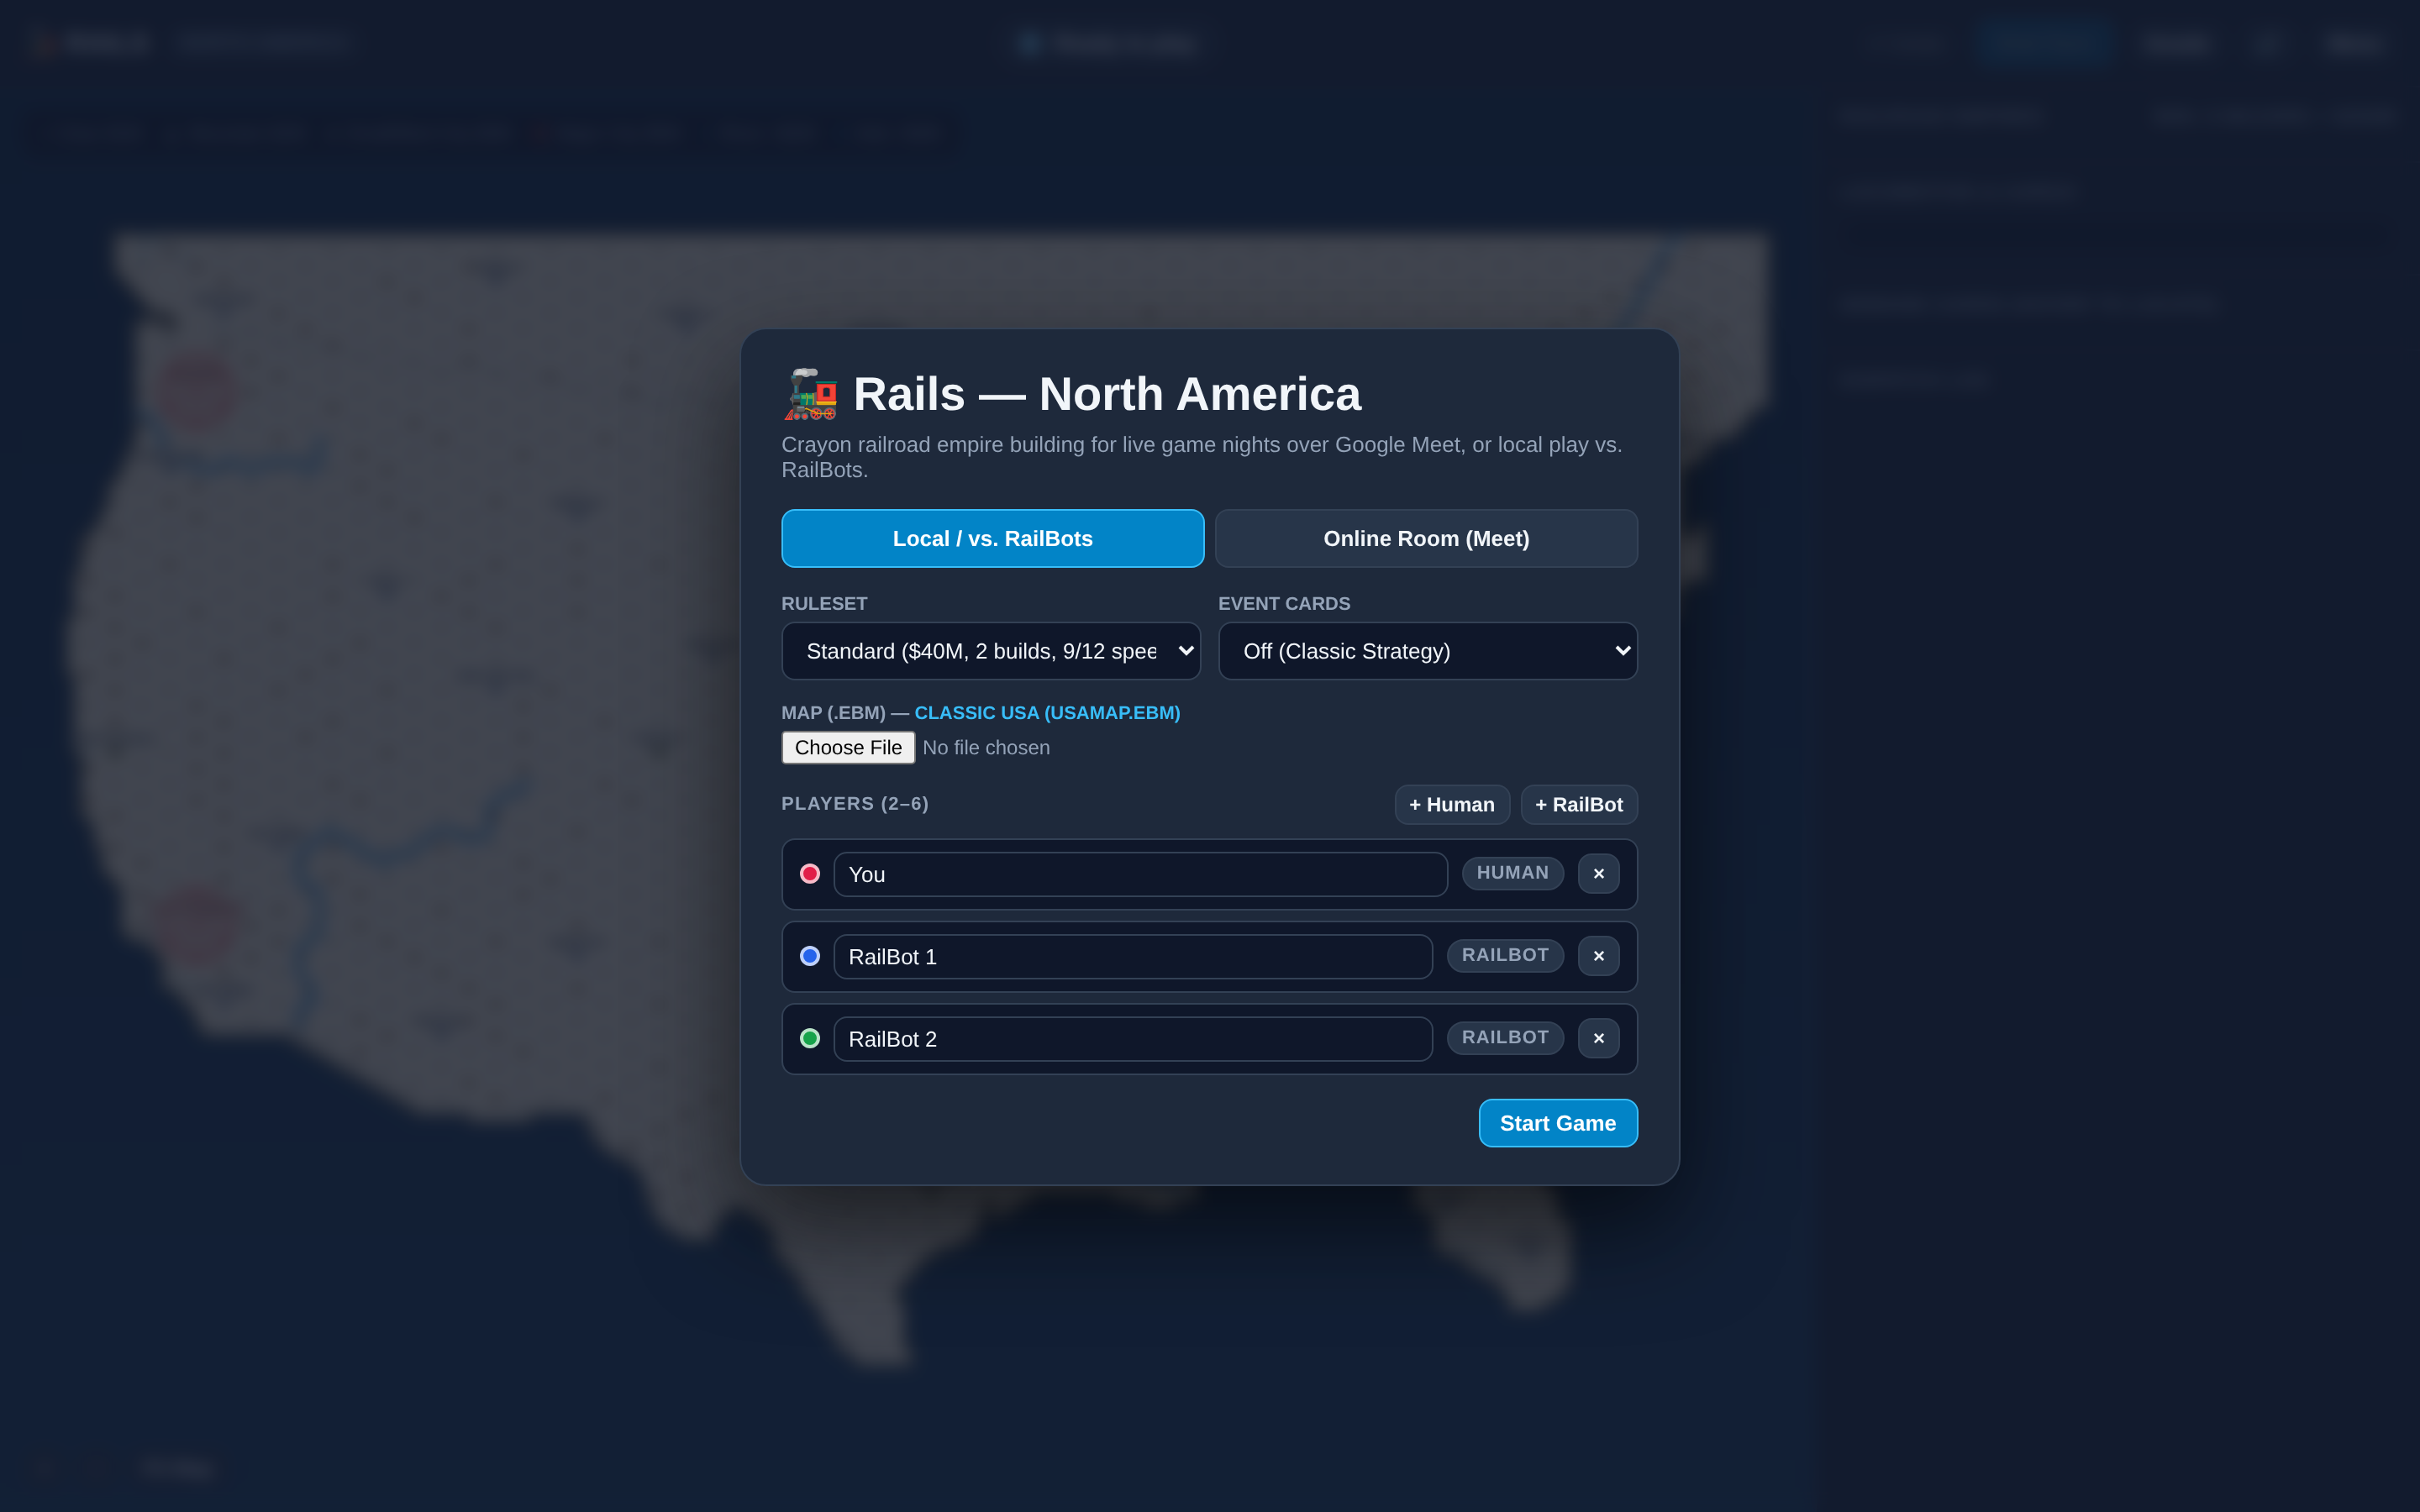 Rails — North America
Crayon railroad empire building for live game nights over Google Meet, or local play vs.
RailBots.
Local / vs. RailBots
Online Room (Meet)
RULESET
EVENT CARDS
Standard ($40M, 2 builds, 9/12 spee
Off (Classic Strategy)
MAP (.EBM) — CLASSIC USA (USAMAP.EBM)
Choose File No file chosen
PLAYERS (2–6)
+ Human
+ RailBot
You
HUMAN
×
RailBot 1
RAILBOT
×
RailBot 2
RAILBOT
×
Start Game